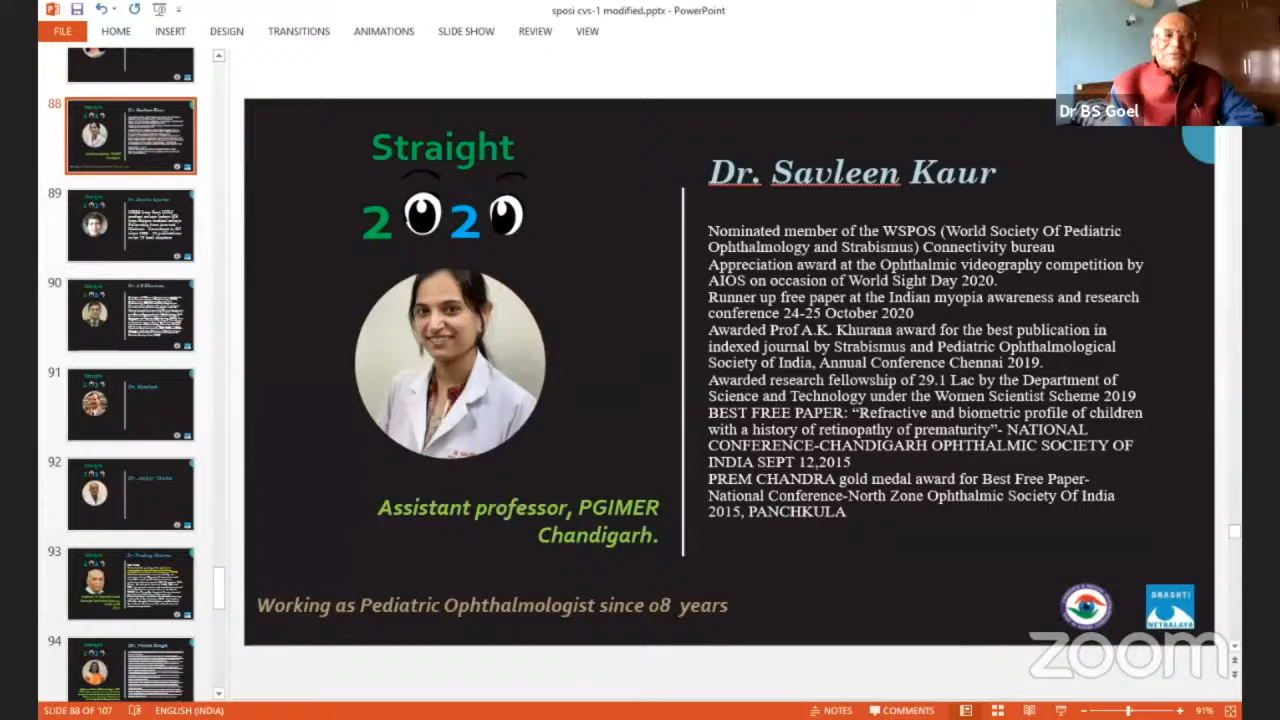 sposi cvs-1 modified.pptx - PowerPoint
FILE HOME INSERT DESIGN TRANSITIONS ANIMATIONS SLIDE SHOW REVIEW VIEW
Dr BS Goel
88
89
90
91
92
93
94
Straight
2020
Assistant professor, PGIMER
Chandigarh.
Working as Pediatric Ophthalmologist since 08 years
Dr. Savleen Kaur
Nominated member of the WSPOS (World Society Of Pediatric
Ophthalmology and Strabismus) Connectivity bureau
Appreciation award at the Ophthalmic videography competition by
AIOS on occasion of World Sight Day 2020.
Runner up free paper at the Indian myopia awareness and research
conference 24-25 October 2020
Awarded Prof A.K. Khurana award for the best publication in
indexed journal by Strabismus and Pediatric Ophthalmological
Society of India, Annual Conference Chennai 2019.
Awarded research fellowship of 29.1 Lac by the Department of
Science and Technology under the Women Scientist Scheme 2019
BEST FREE PAPER: “Refractive and biometric profile of children
with a history of retinopathy of prematurity”- NATIONAL
CONFERENCE-CHANDIGARH OPHTHALMIC SOCIETY OF
INDIA SEPT 12,2015
PREM CHANDRA gold medal award for Best Free Paper-
National Conference-North Zone Ophthalmic Society Of India
2015, PANCHKULA
DRASHTI
NETRALAYA
zoom
SLIDE 88 OF 107 ENGLISH (INDIA) NOTES COMMENTS 91%